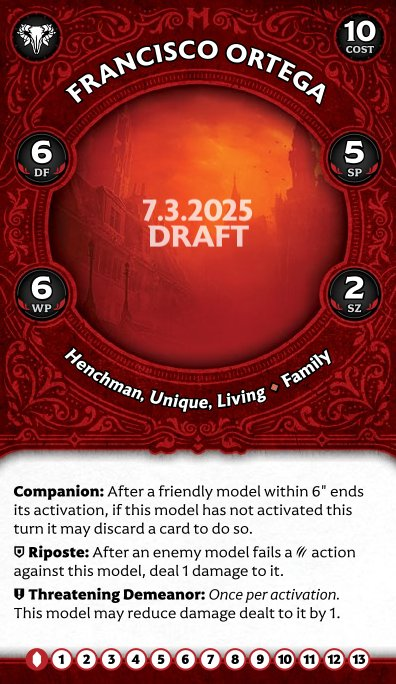 10
COST
FRANCISCO ORTEGA
6
DF
5
SP
7.3.2025
DRAFT
6
WP
2
SZ
Henchman, Unique, Living ♦ Family
Companion: After a friendly model within 6" ends
its activation, if this model has not activated this
turn it may discard a card to do so.
Riposte: After an enemy model fails a action
against this model, deal 1 damage to it.
Threatening Demeanor: Once per activation.
This model may reduce damage dealt to it by 1.
1 2 3 4 5 6 7 8 9 10 11 12 13